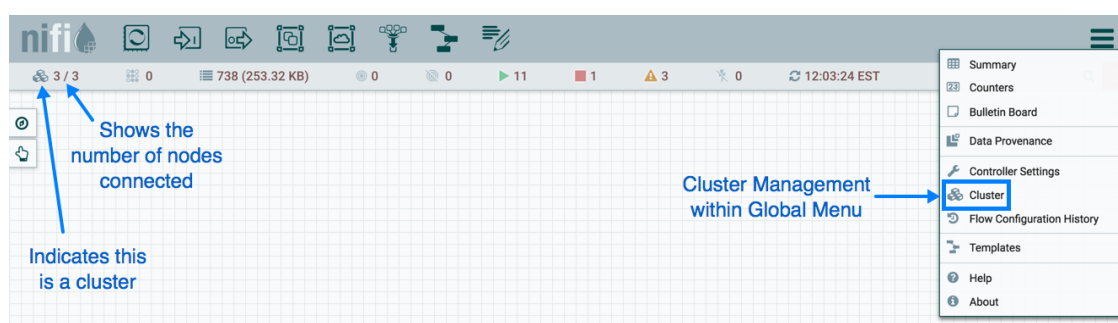 nifi
3 / 3
0
738 (253.32 KB)
0
0
11
1
3
0
12:03:24 EST
Summary
Counters
Bulletin Board
Data Provenance
Controller Settings
Cluster
Flow Configuration History
Templates
Help
About
Shows the
number of nodes
connected
Indicates this
is a cluster
Cluster Management
within Global Menu